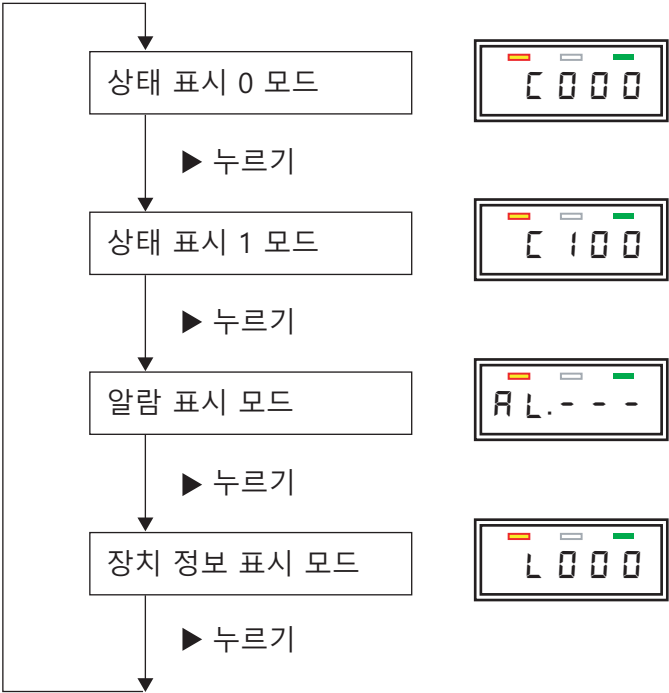 상태 표시 0 모드
C000
▶ 누르기
상태 표시 1 모드
C100
▶ 누르기
알람 표시 모드
AL.---
▶ 누르기
장치 정보 표시 모드
L000
▶ 누르기